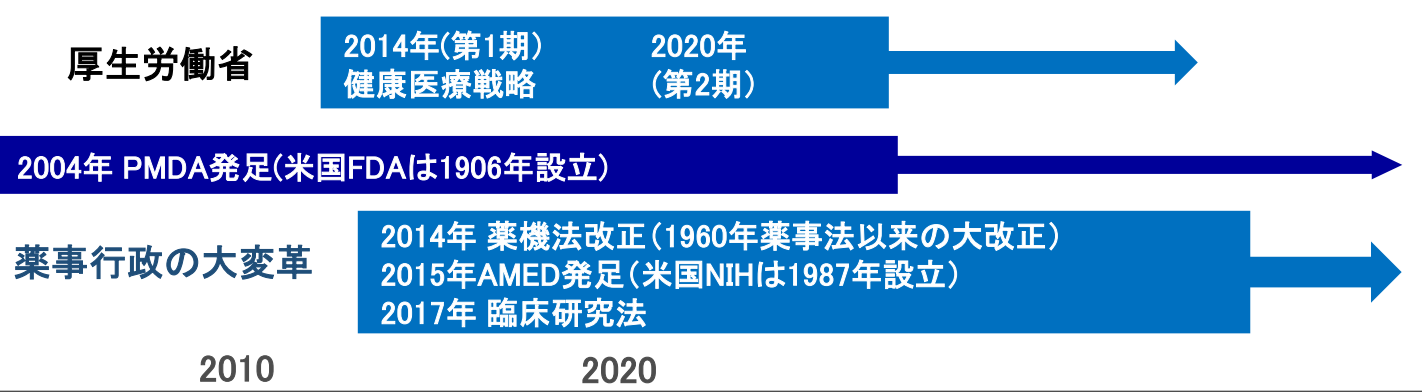 厚生労働省
2014年(第1期) 2020年
健康医療戦略 (第2期)
2004年 PMDA発足(米国FDAは1906年設立)
薬事行政の大変革
2014年 薬機法改正(1960年薬事法以来の大改正)
2015年AMED発足(米国NIHは1987年設立)
2017年 臨床研究法
2010 2020